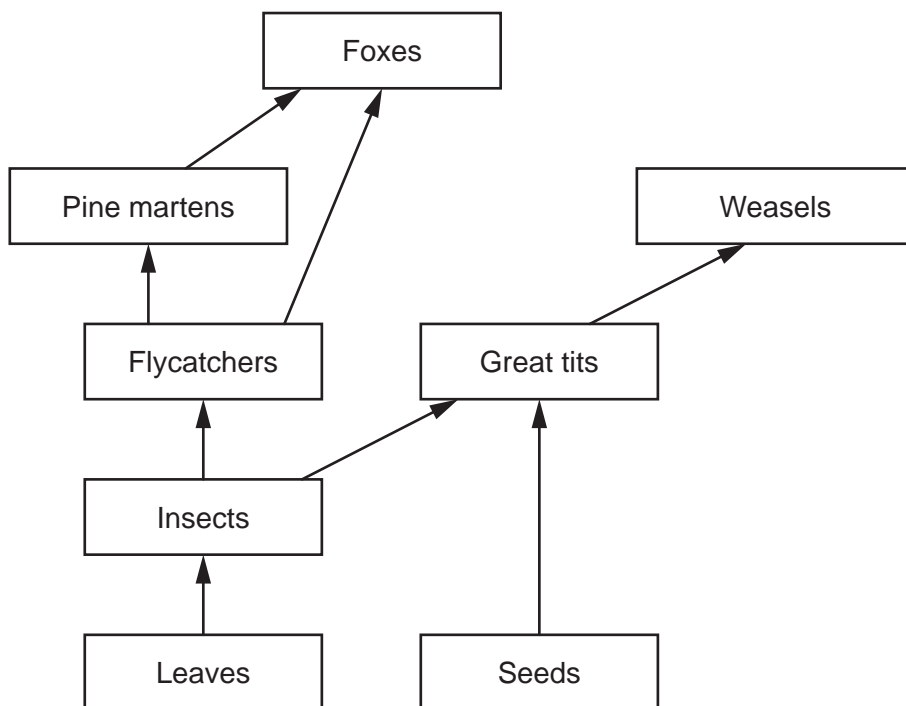 Foxes
Pine martens
Weasels
Flycatchers
Great tits
Insects
Leaves
Seeds